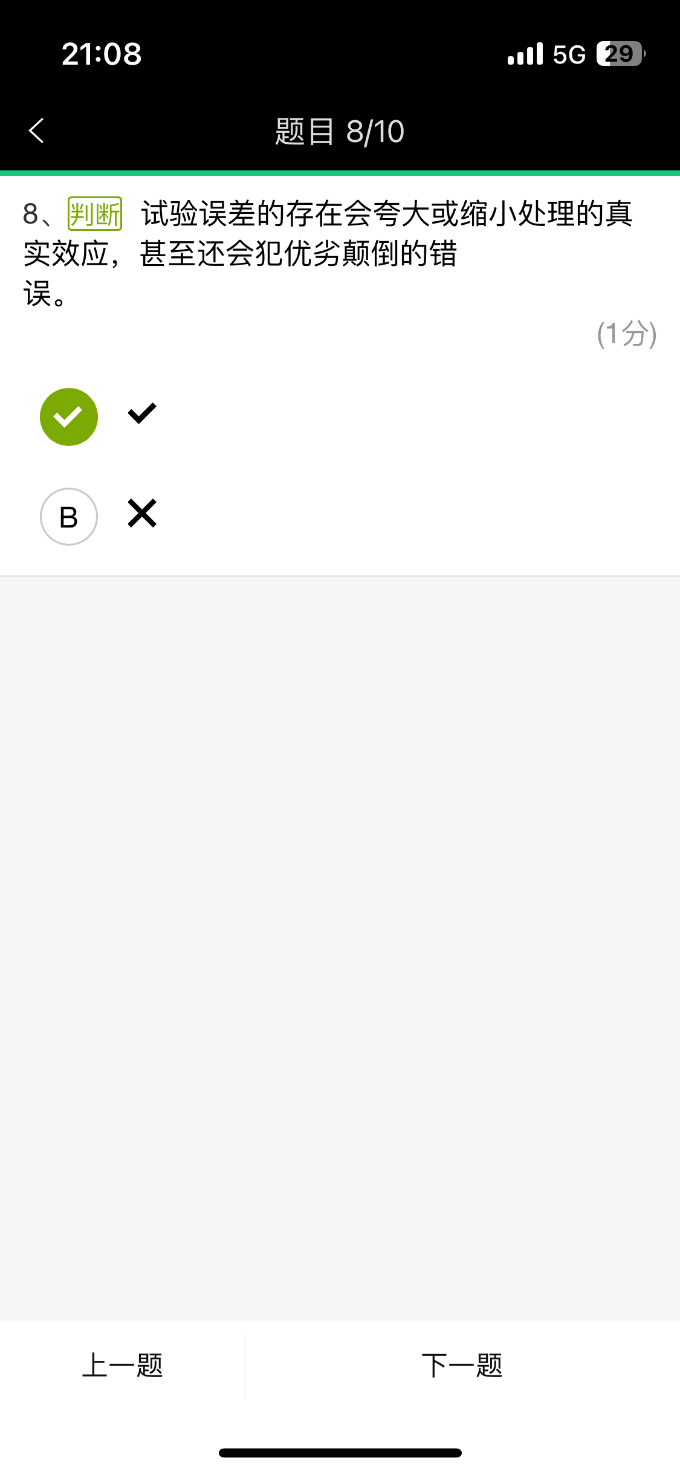 21:08 5G 29
题目 8/10
8、判断 试验误差的存在会夸大或缩小处理的真
实效应，甚至还会犯优劣颠倒的错
误。
(1分)
✓
B ✕
上一题 下一题